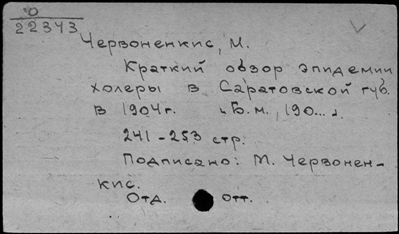 О
22343
Червоненкис, М.
Краткий обзор эпидемии
холеры в Саратовской губ.
в 1904г. "Б.м., 190... г.
241-253 стр.
Подписано: М. Червонен-
кис.
Отд. отт.